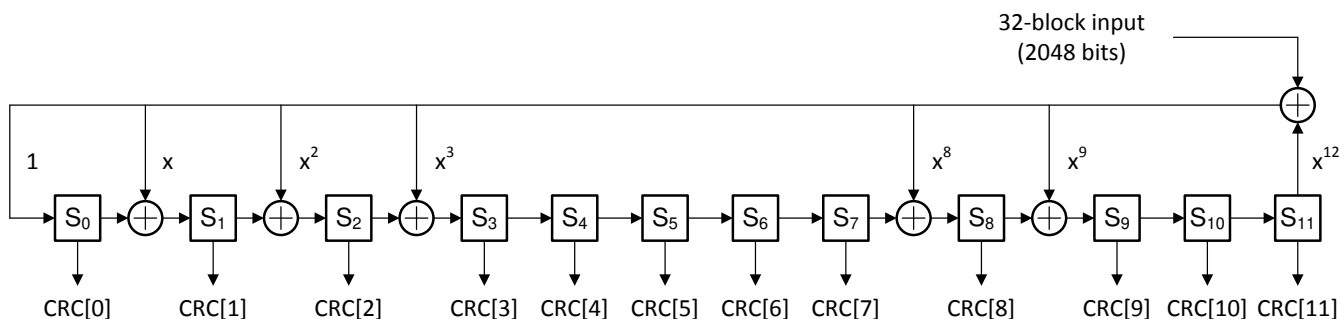 32-block input
(2048 bits)
1 x x² x³ x⁸ x⁹ x¹²
S₀ S₁ S₂ S₃ S₄ S₅ S₆ S₇ S₈ S₉ S₁₀ S₁₁
CRC[0] CRC[1] CRC[2] CRC[3] CRC[4] CRC[5] CRC[6] CRC[7] CRC[8] CRC[9] CRC[10] CRC[11]